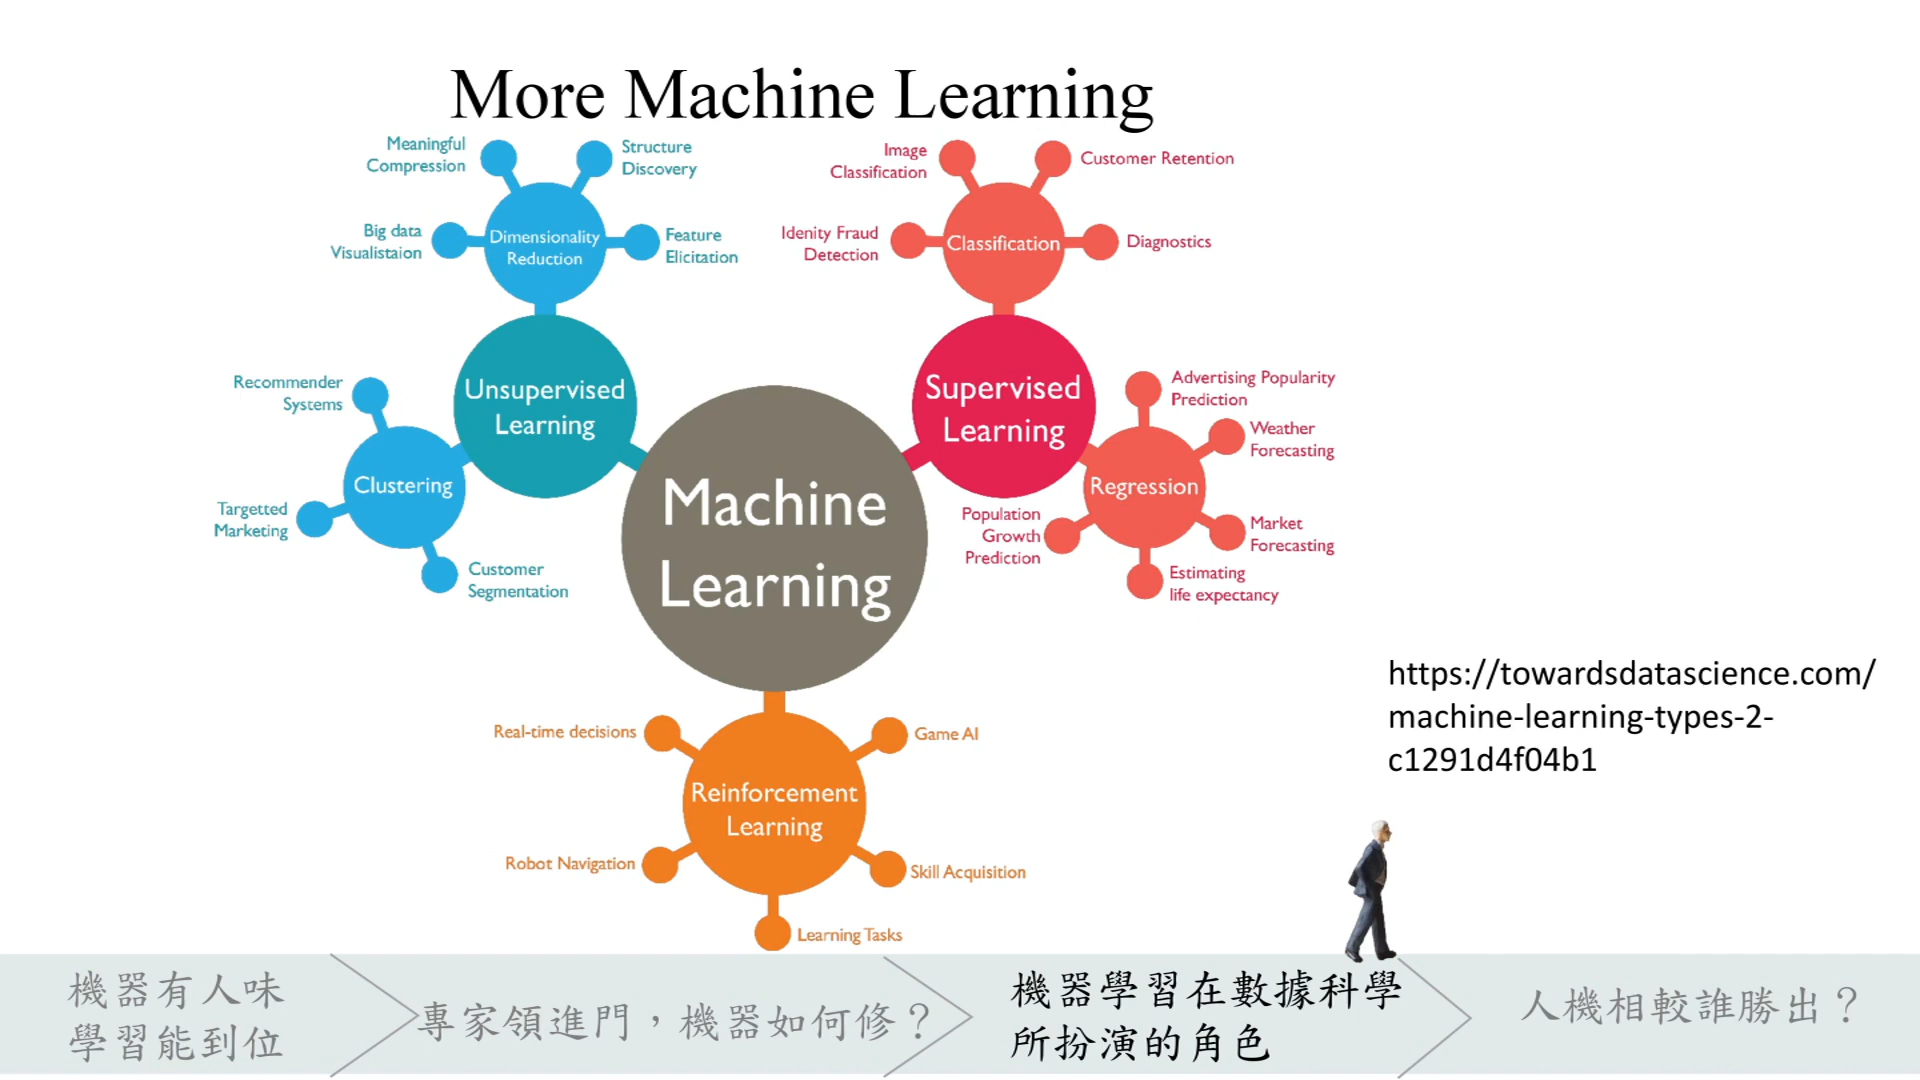 More Machine Learning
Meaningful
Compression
Structure
Discovery
Big data
Visualistaion
Dimensionality
Reduction
Feature
Elicitation
Image
Classification
Customer Retention
Idenity Fraud
Detection
Classification
Diagnostics
Unsupervised
Learning
Recommender
Systems
Clustering
Targetted
Marketing
Customer
Segmentation
Machine
Learning
Supervised
Learning
Advertising Popularity
Prediction
Weather
Forecasting
Regression
Population
Growth
Prediction
Market
Forecasting
Estimating
life expectancy
https://towardsdatascience.com/
machine-learning-types-2-
c1291d4f04b1
Real-time decisions
Game AI
Reinforcement
Learning
Robot Navigation
Skill Acquisition
Learning Tasks
機器有人味
學習能到位
專家領進門，機器如何修？
機器學習在數據科學
所扮演的角色
人機相較誰勝出？